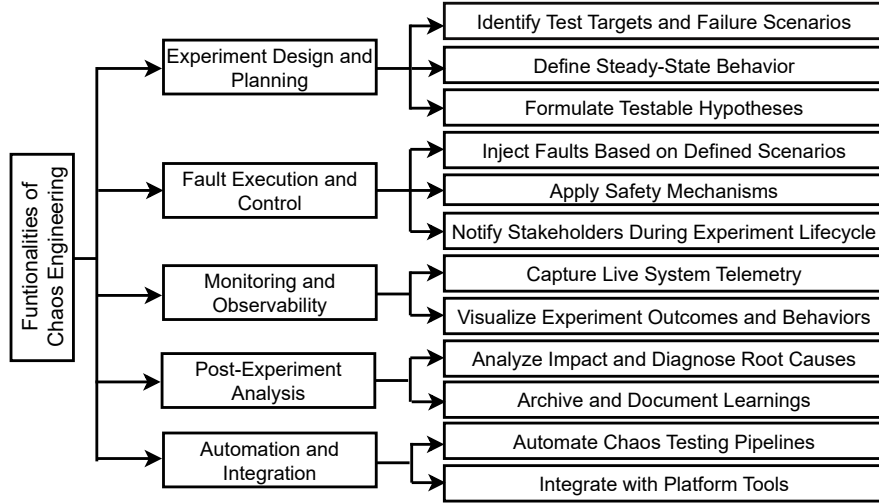 Funtionalities of
Chaos Engineering
Experiment Design and
Planning
Identify Test Targets and Failure Scenarios
Define Steady-State Behavior
Formulate Testable Hypotheses
Fault Execution and
Control
Inject Faults Based on Defined Scenarios
Apply Safety Mechanisms
Notify Stakeholders During Experiment Lifecycle
Monitoring and
Observability
Capture Live System Telemetry
Visualize Experiment Outcomes and Behaviors
Post-Experiment
Analysis
Analyze Impact and Diagnose Root Causes
Archive and Document Learnings
Automation and
Integration
Automate Chaos Testing Pipelines
Integrate with Platform Tools